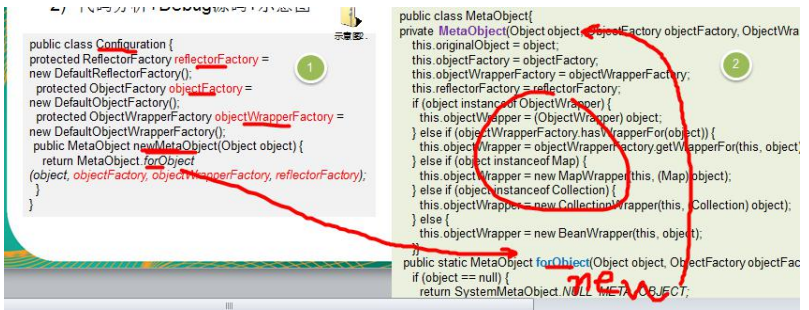 2) 代码分析+Debug源码+示意图
示意图..
public class Configuration {
protected ReflectorFactory reflectorFactory =
new DefaultReflectorFactory();
protected ObjectFactory objectFactory =
new DefaultObjectFactory();
protected ObjectWrapperFactory objectWrapperFactory =
new DefaultObjectWrapperFactory();
public MetaObject newMetaObject(Object object) {
return MetaObject.forObject
(object, objectFactory, objectWrapperFactory, reflectorFactory);
}
}
1
public class MetaObject{
private MetaObject(Object object, ObjectFactory objectFactory, ObjectWra
this.originalObject = object;
this.objectFactory = objectFactory;
this.objectWrapperFactory = objectWrapperFactory;
this.reflectorFactory = reflectorFactory;
if (object instanceof ObjectWrapper) {
this.objectWrapper = (ObjectWrapper) object;
} else if (objectWrapperFactory.hasWrapperFor(object)) {
this.objectWrapper = objectWrapperFactory.getWrapperFor(this, object)
} else if (object instanceof Map) {
this.objectWrapper = new MapWrapper(this, (Map) object);
} else if (object instanceof Collection) {
this.objectWrapper = new CollectionWrapper(this, (Collection) object);
} else {
this.objectWrapper = new BeanWrapper(this, object);
}}
public static MetaObject forObject(Object object, ObjectFactory objectFac
if (object == null) {
return SystemMetaObject.NULL_META_OBJECT;
2
new